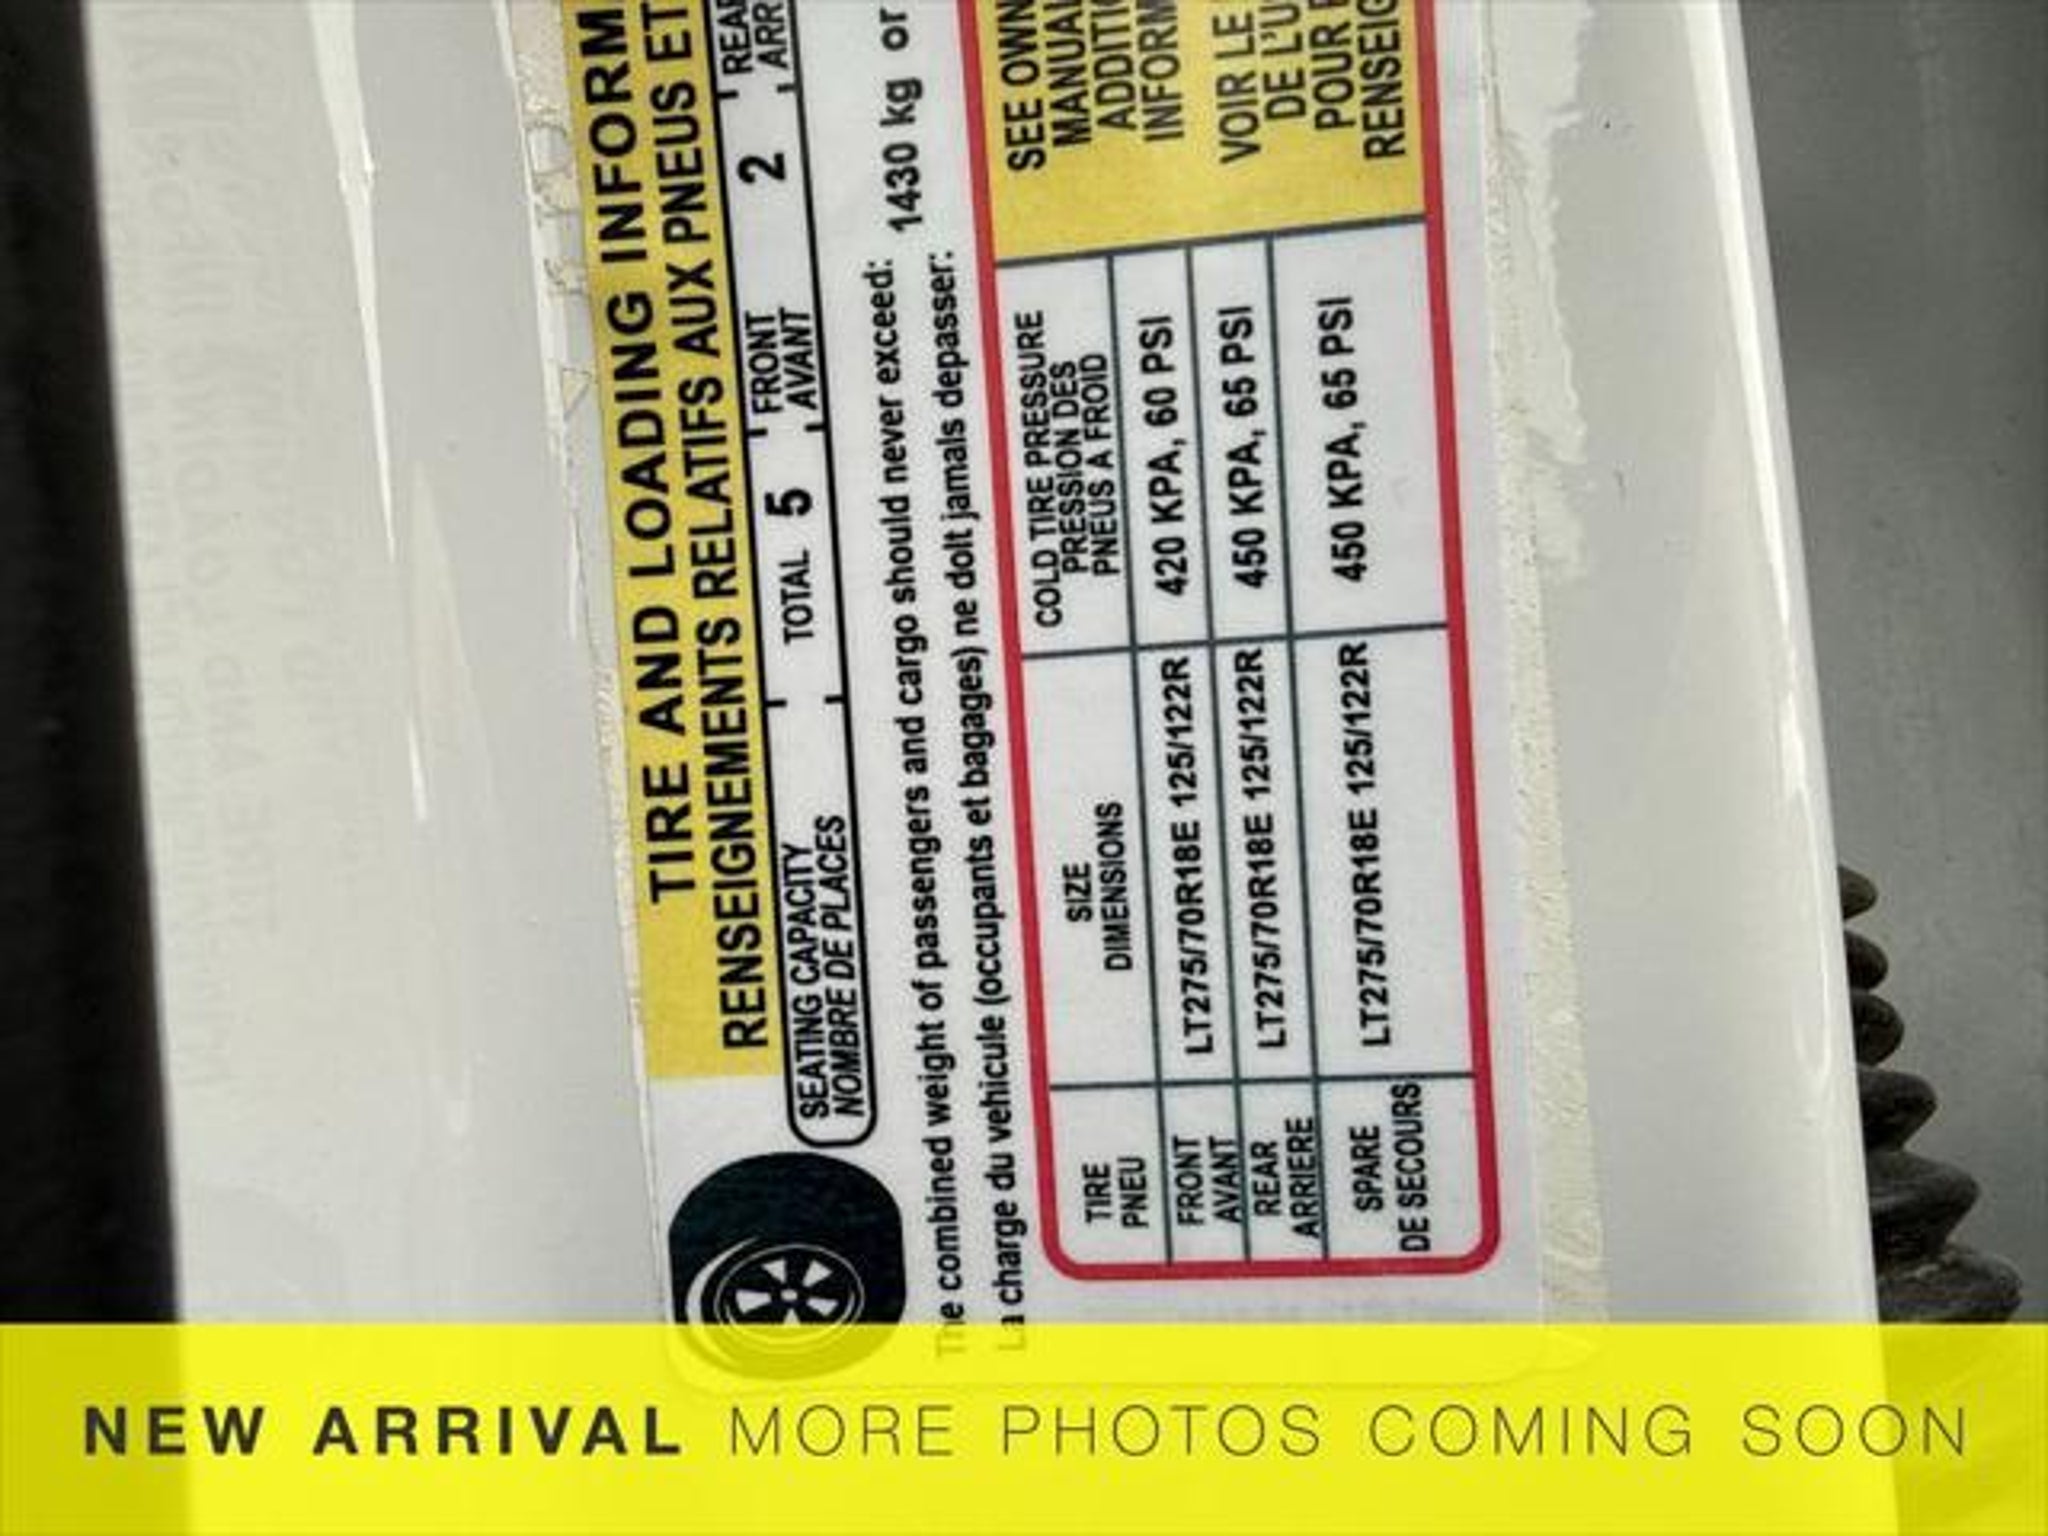 TIRE AND LOADING INFORM
RENSEIGNEMENTS RELATIFS AUX PNEUS ET
SEATING CAPACITY
NOMBRE DE PLACES
TOTAL 5
FRONT
AVANT
2
REAR
ARR
The combined weight of passengers and cargo should never exceed: 1430 kg or
La charge du vehicule (occupants et bagages) ne doit jamais depasser:
TIRE
PNEU
SIZE
DIMENSIONS
COLD TIRE PRESSURE
PRESSION DES
PNEUS A FROID
FRONT
AVANT
LT275/70R18E 125/122R
420 KPA, 60 PSI
REAR
ARRIERE
LT275/70R18E 125/122R
450 KPA, 65 PSI
SPARE
DE SECOURS
LT275/70R18E 125/122R
450 KPA, 65 PSI
SEE OWN
MANUAL
ADDITI
INFORM
VOIR LE
DE L'U
POUR
RENSEIG
NEW ARRIVAL MORE PHOTOS COMING SOON